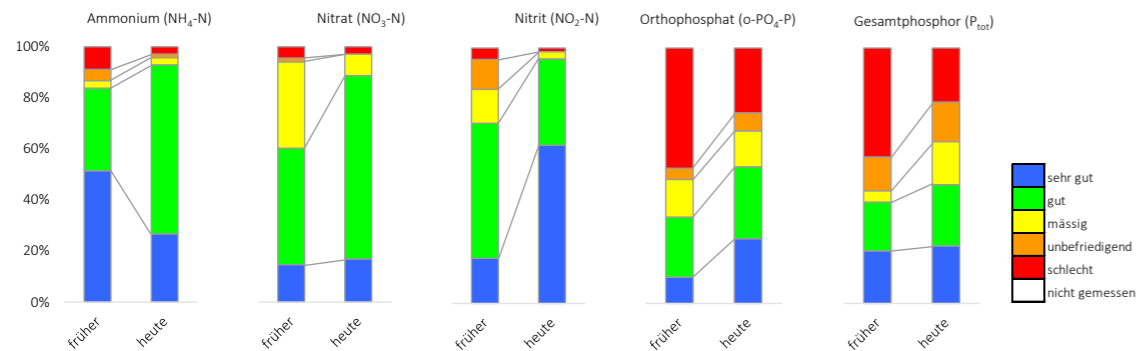 Ammonium (NH4-N)
Nitrat (NO3-N)
Nitrit (NO2-N)
Orthophosphat (o-PO4-P)
Gesamtphosphor (Ptot)
100%
80%
60%
40%
20%
0%
früher
heute
früher
heute
früher
heute
früher
heute
früher
heute
sehr gut
gut
mässig
unbefriedigend
schlecht
nicht gemessen